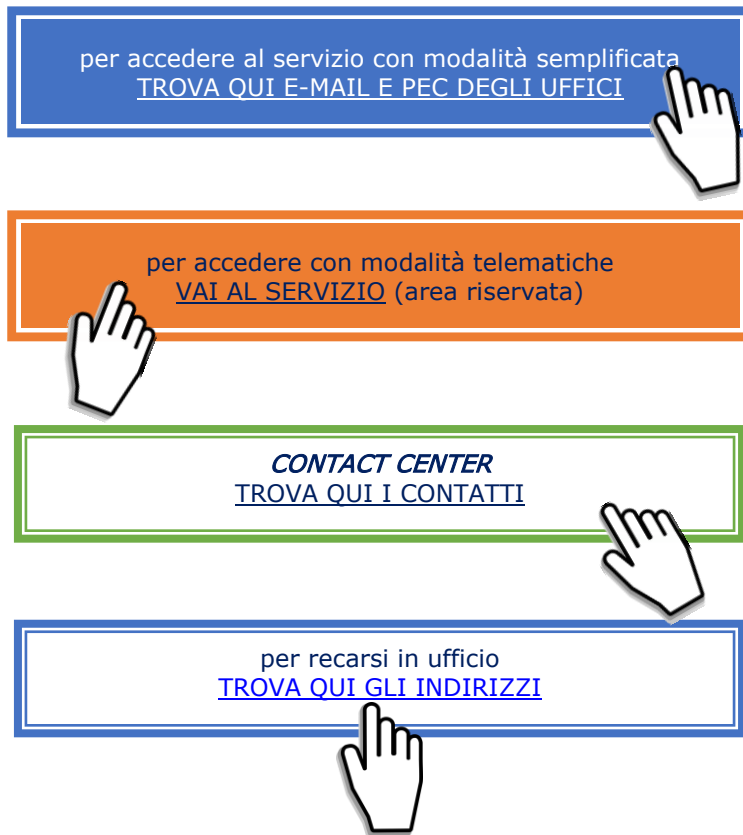 per accedere al servizio con modalità semplificata
TROVA QUI E-MAIL E PEC DEGLI UFFICI
per accedere con modalità telematiche
VAI AL SERVIZIO (area riservata)
CONTACT CENTER
TROVA QUI I CONTATTI
per recarsi in ufficio
TROVA QUI GLI INDIRIZZI